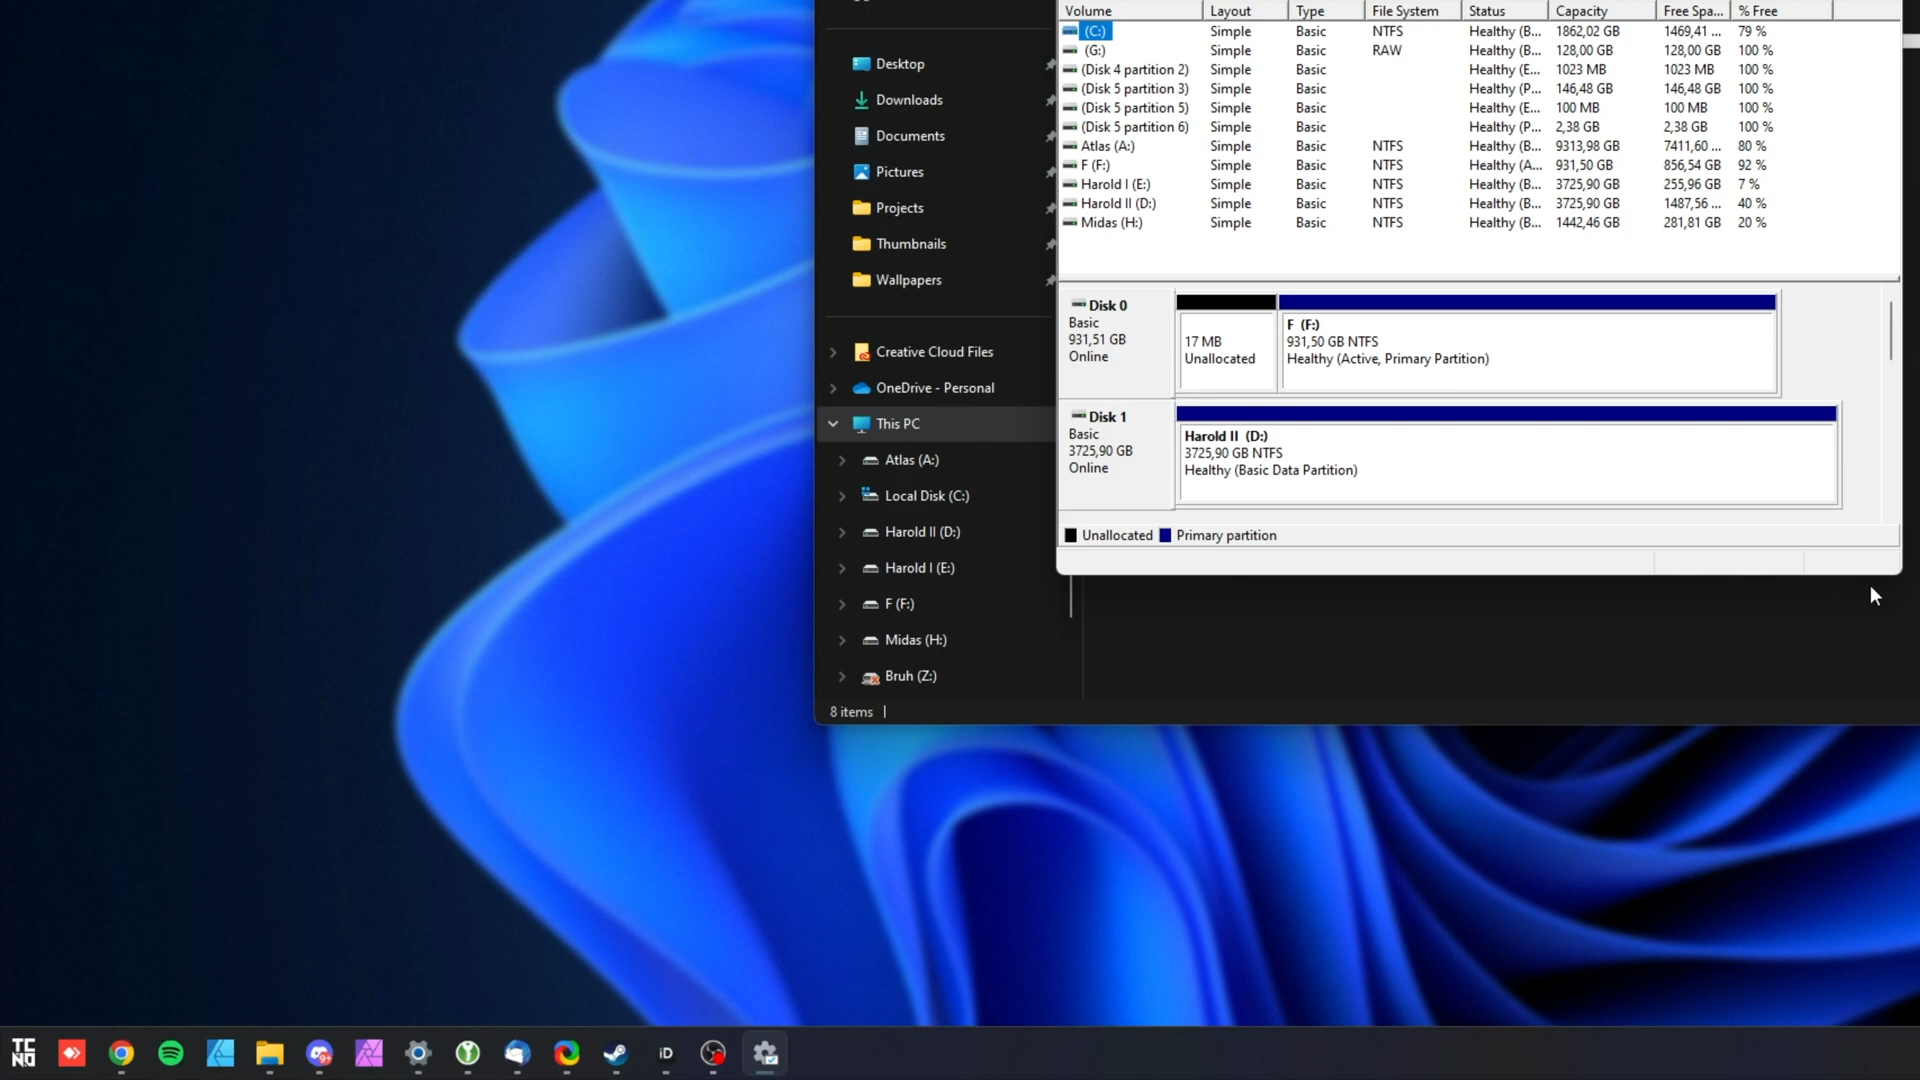 Desktop
Downloads
Documents
Pictures
Projects
Thumbnails
Wallpapers
Creative Cloud Files
OneDrive - Personal
This PC
Atlas (A:)
Local Disk (C:)
Harold II (D:)
Harold I (E:)
F (F:)
Midas (H:)
Bruh (Z:)
8 items
Volume Layout Type File System Status Capacity Free Spa... % Free
(C:) Simple Basic NTFS Healthy (B... 1862,02 GB 1469,41 ... 79 %
(G:) Simple Basic RAW Healthy (B... 128,00 GB 128,00 GB 100 %
(Disk 4 partition 2) Simple Basic Healthy (E... 1023 MB 1023 MB 100 %
(Disk 5 partition 3) Simple Basic Healthy (P... 146,48 GB 146,48 GB 100 %
(Disk 5 partition 5) Simple Basic Healthy (E... 100 MB 100 MB 100 %
(Disk 5 partition 6) Simple Basic Healthy (P... 2,38 GB 2,38 GB 100 %
Atlas (A:) Simple Basic NTFS Healthy (B... 9313,98 GB 7411,60 ... 80 %
F (F:) Simple Basic NTFS Healthy (A... 931,50 GB 856,54 GB 92 %
Harold I (E:) Simple Basic NTFS Healthy (B... 3725,90 GB 255,96 GB 7 %
Harold II (D:) Simple Basic NTFS Healthy (B... 3725,90 GB 1487,56 ... 40 %
Midas (H:) Simple Basic NTFS Healthy (B... 1442,46 GB 281,81 GB 20 %
Disk 0
Basic
931,51 GB
Online
17 MB
Unallocated
F (F:)
931,50 GB NTFS
Healthy (Active, Primary Partition)
Disk 1
Basic
3725,90 GB
Online
Harold II (D:)
3725,90 GB NTFS
Healthy (Basic Data Partition)
Unallocated Primary partition
TC
NO
9+
iD